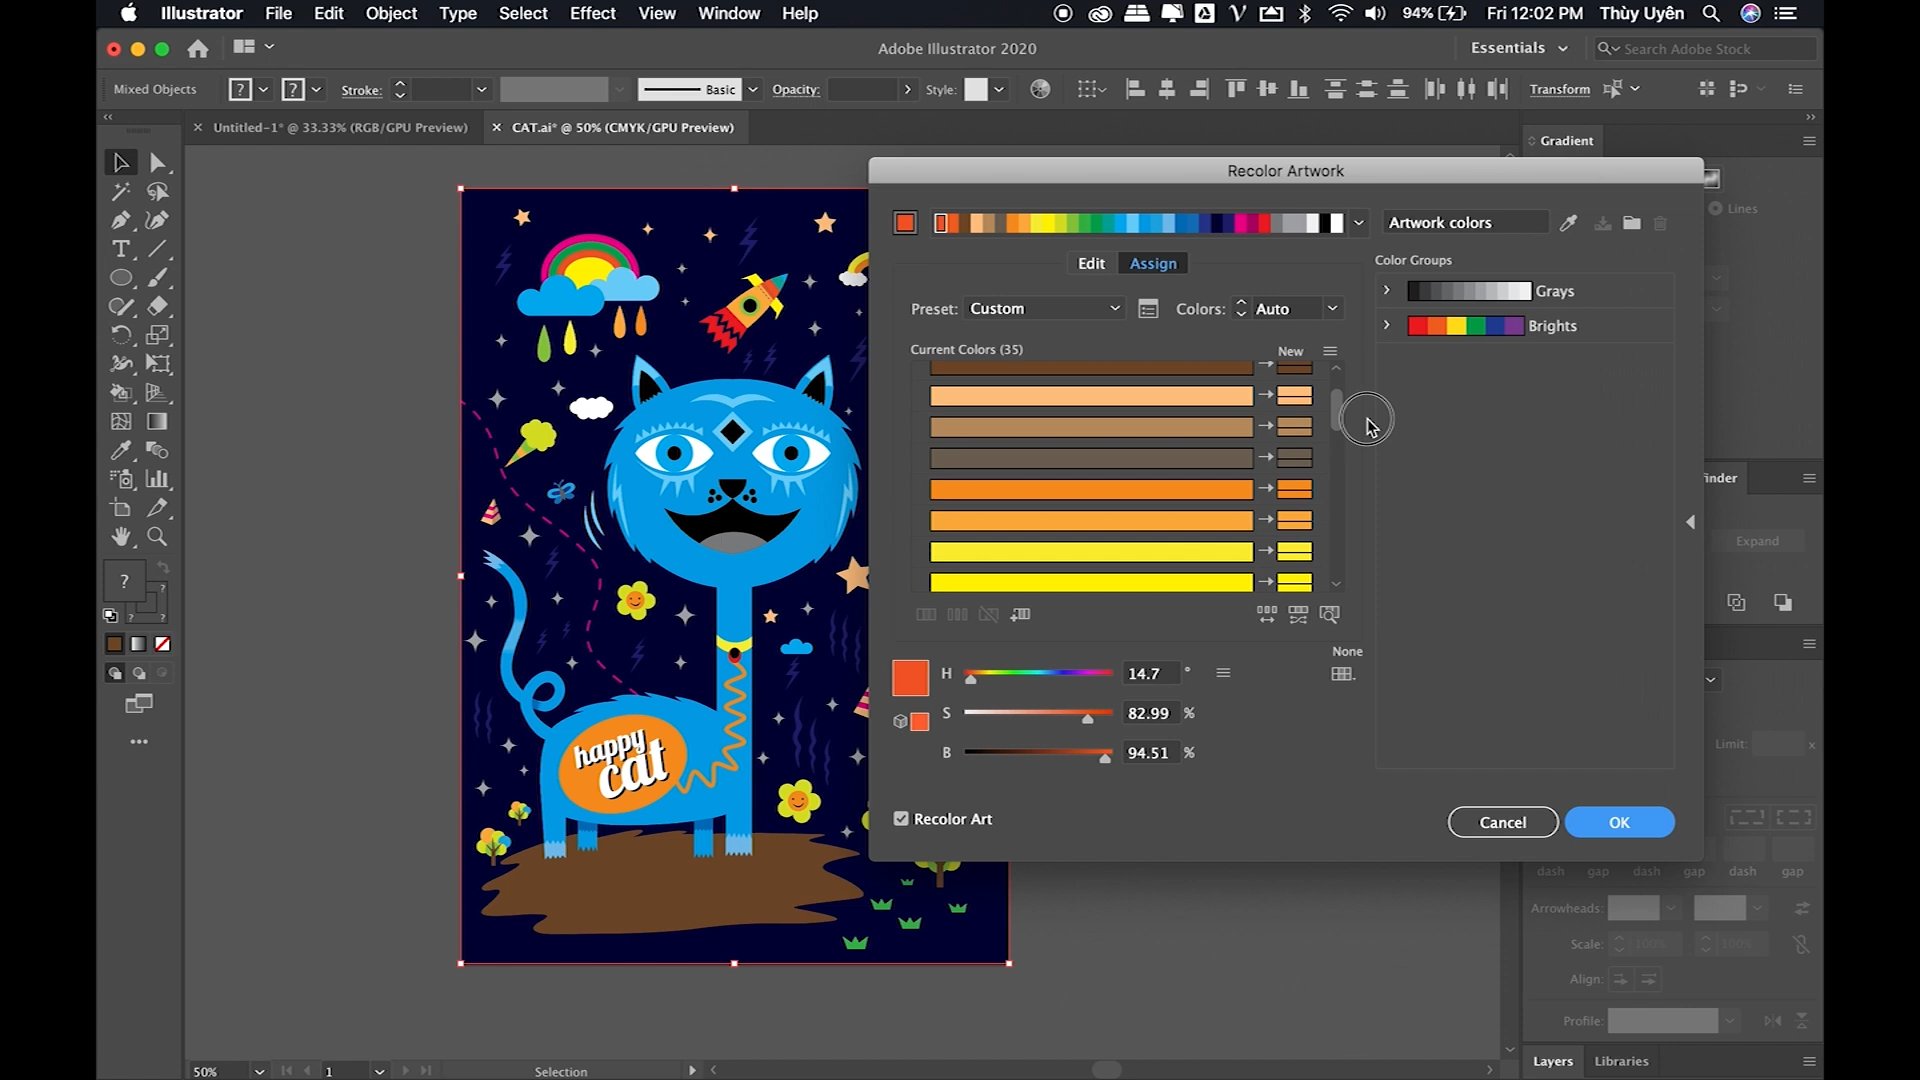 Illustrator File Edit Object Type Select Effect View Window Help 94% Fri 12:02 PM Thùy Uyên
Adobe Illustrator 2020 Essentials Search Adobe Stock
Mixed Objects ? ? Stroke: Basic Opacity: Style: Transform
Untitled-1* @ 33.33% (RGB/GPU Preview) CAT.ai* @ 50% (CMYK/GPU Preview)
Gradient
Recolor Artwork
Lines
Artwork colors
Edit Assign
Color Groups
Preset: Custom Colors: Auto
Grays
Brights
Current Colors (35) New
finder
Expand
?
? ?
None
H 14.7 °
S 82.99 %
B 94.51 %
Limit: x
happy
cat
Recolor Art
Cancel OK
dash gap dash gap dash gap
Arrowheads:
Scale: 100% 100%
Align:
Profile:
Layers Libraries
50% 1 Selection